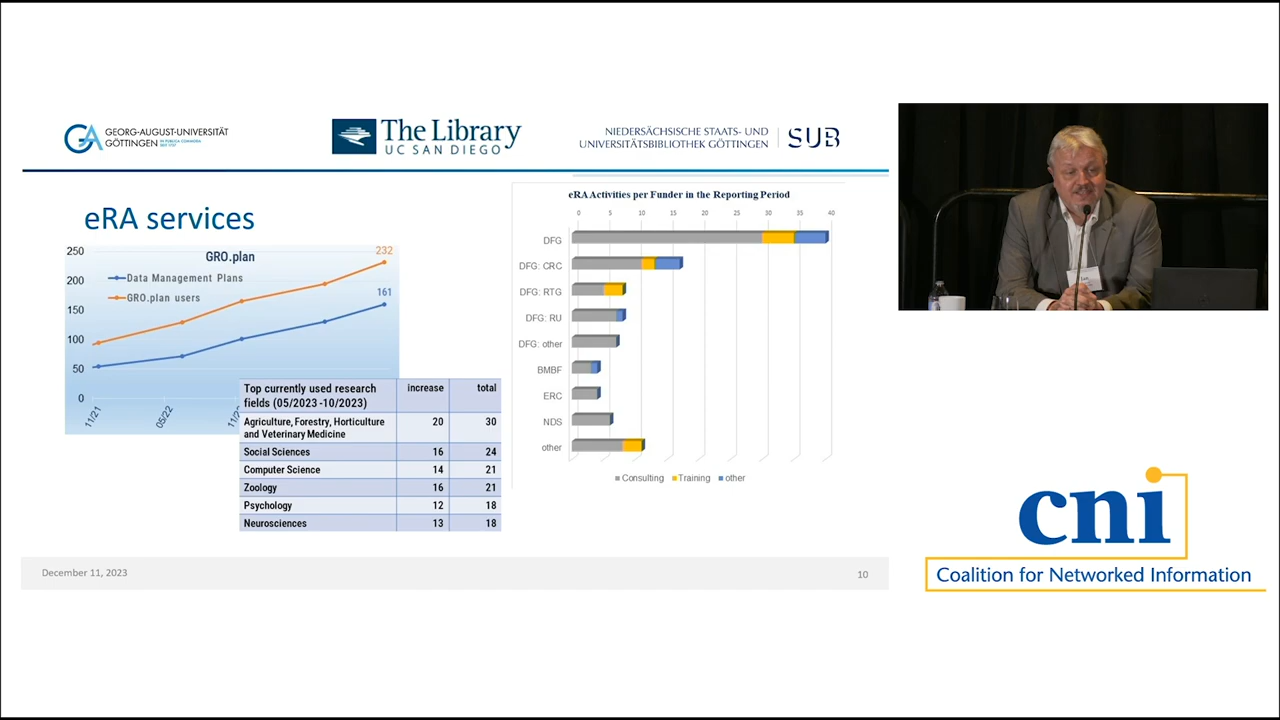 GEORG-AUGUST-UNIVERSITÄT
GÖTTINGEN
The Library
UC SAN DIEGO
NIEDERSÄCHSISCHE STAATS- UND
UNIVERSITÄTSBIBLIOTHEK GÖTTINGEN
SUB
eRA services
GRO.plan
250
200
150
100
50
0
Data Management Plans
GRO.plan users
232
161
11/21
05/22
Top currently used research increase total
fields (05/2023 -10/2023)
Agriculture, Forestry, Horticulture 20 30
and Veterinary Medicine
Social Sciences 16 24
Computer Science 14 21
Zoology 16 21
Psychology 12 18
Neurosciences 13 18
eRA Activities per Funder in the Reporting Period
0 5 10 15 20 25 30 35 40
DFG
DFG: CRC
DFG: RTG
DFG: RU
DFG: other
BMBF
ERC
NDS
other
Consulting Training other
December 11, 2023
10
cni
Coalition for Networked Information